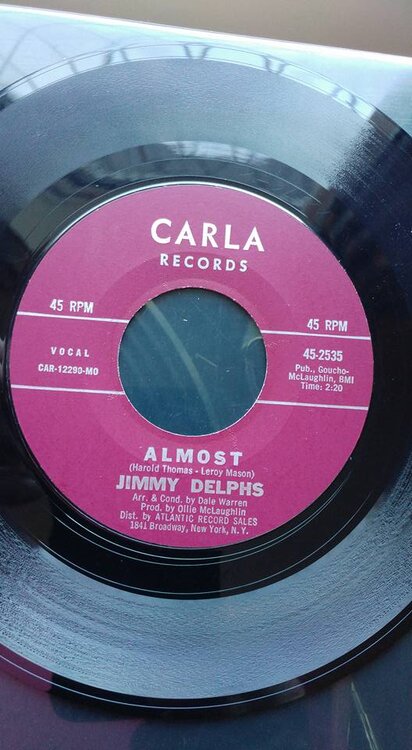 CARLA
RECORDS
45 RPM
45 RPM
VOCAL
CAR-12290-MO
45-2535
Pub., Goucho-
McLaughlin, BMI
Time: 2:20
ALMOST
(Harold Thomas - Leroy Mason)
JIMMY DELPHS
Arr. & Cond. by Dale Warren
Prod. by Ollie McLaughlin
Dist. by ATLANTIC RECORD SALES
1841 Broadway, New York, N. Y.